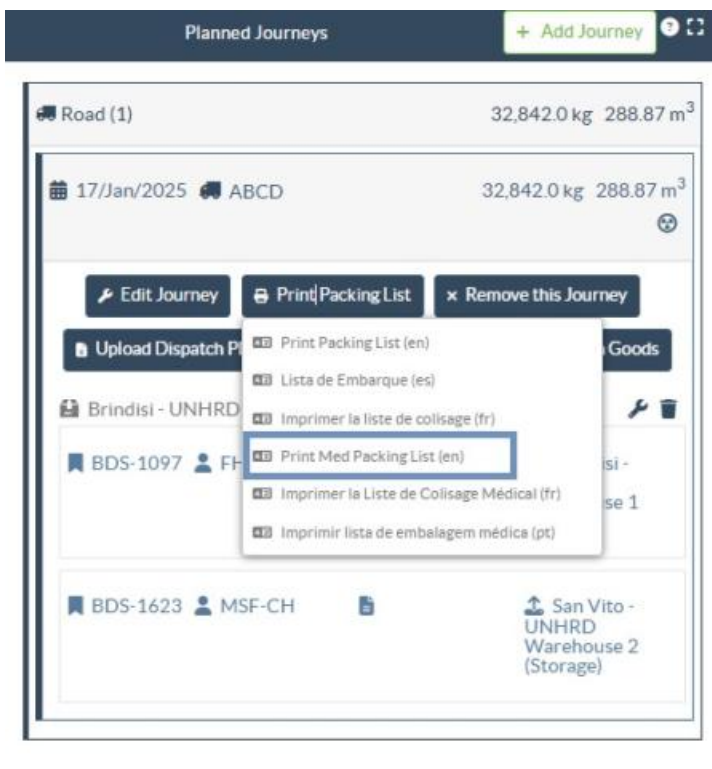 Planned Journeys
+ Add Journey
Road (1) 32,842.0 kg 288.87 m³
17/Jan/2025 ABCD 32,842.0 kg 288.87 m³
Edit Journey
Print Packing List
× Remove this Journey
Upload Dispatch Pl
Goods
Print Packing List (en)
Lista de Embarque (es)
Imprimer la liste de colisage (fr)
Print Med Packing List (en)
Imprimer la Liste de Colisage Médical (fr)
Imprimir lista de embalagem médica (pt)
Brindisi - UNHRD
BDS-1097 FH
isi -
se 1
BDS-1623 MSF-CH
San Vito -
UNHRD
Warehouse 2
(Storage)